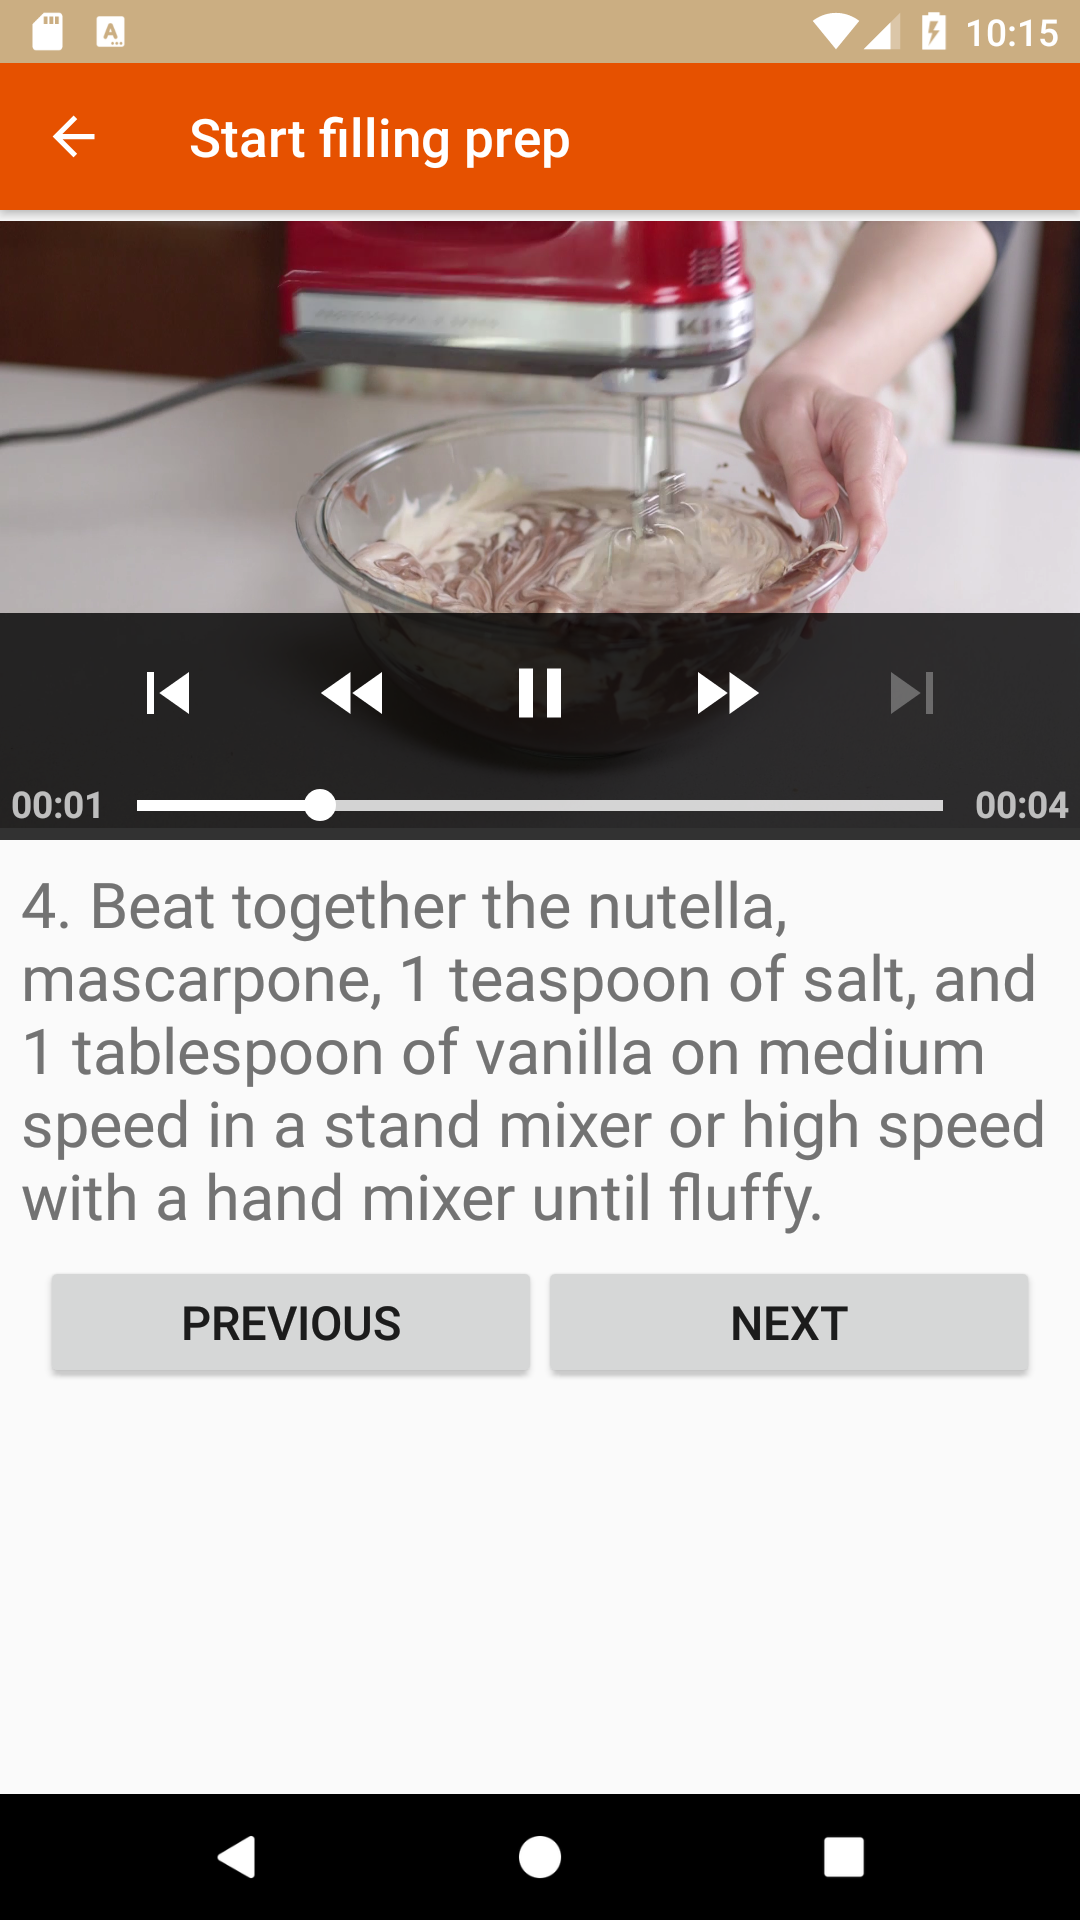 10:15
Start filling prep
00:01
00:04
4. Beat together the nutella,
mascarpone, 1 teaspoon of salt, and
1 tablespoon of vanilla on medium
speed in a stand mixer or high speed
with a hand mixer until fluffy.
PREVIOUS
NEXT